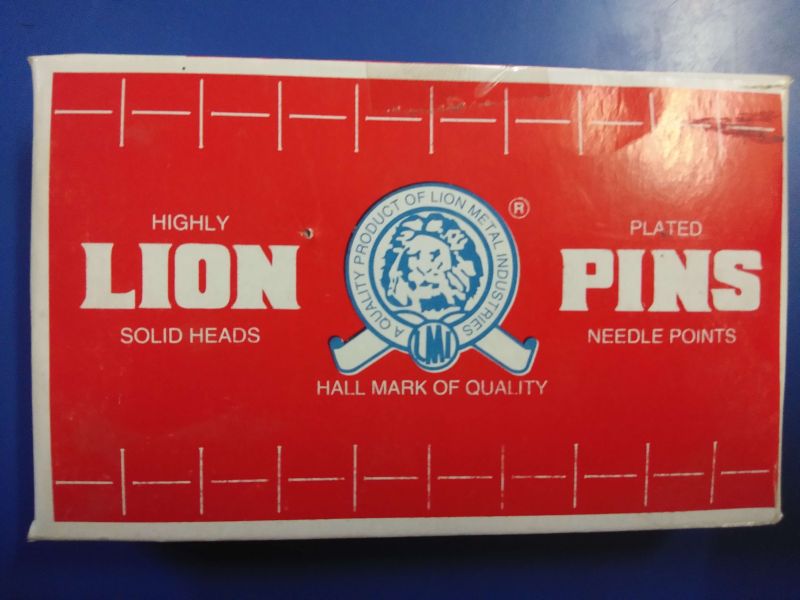 HIGHLY
LION
SOLID HEADS
A QUALITY PRODUCT OF LION METAL INDUSTRIES
®
LMI
HALL MARK OF QUALITY
PLATED
PINS
NEEDLE POINTS